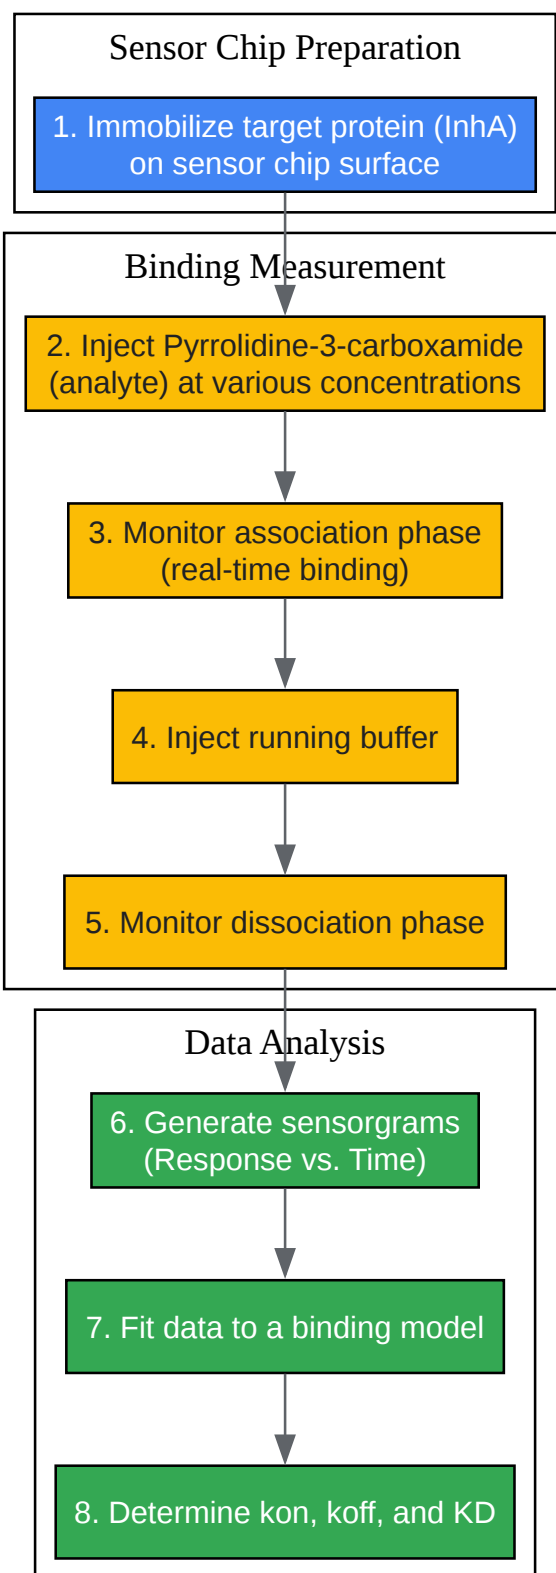 Sensor Chip Preparation
1. Immobilize target protein (InhA)
on sensor chip surface
Binding Measurement
2. Inject Pyrrolidine-3-carboxamide
(analyte) at various concentrations
3. Monitor association phase
(real-time binding)
4. Inject running buffer
5. Monitor dissociation phase
Data Analysis
6. Generate sensorgrams
(Response vs. Time)
7. Fit data to a binding model
8. Determine kon, koff, and KD